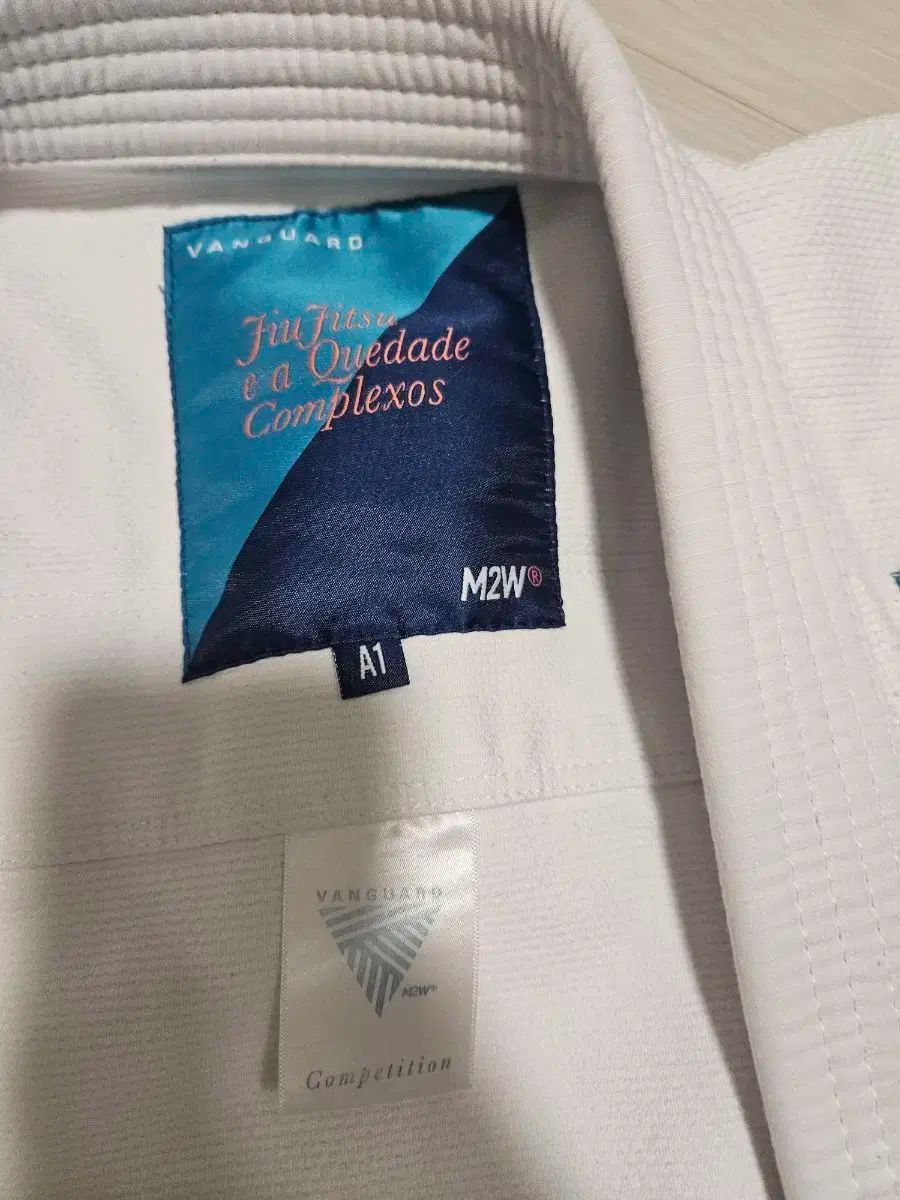 VANGUARD
JiuJitsu
e a Quedade
Complexos
M2W®
A1
VANGUARD
M2W®
Competition